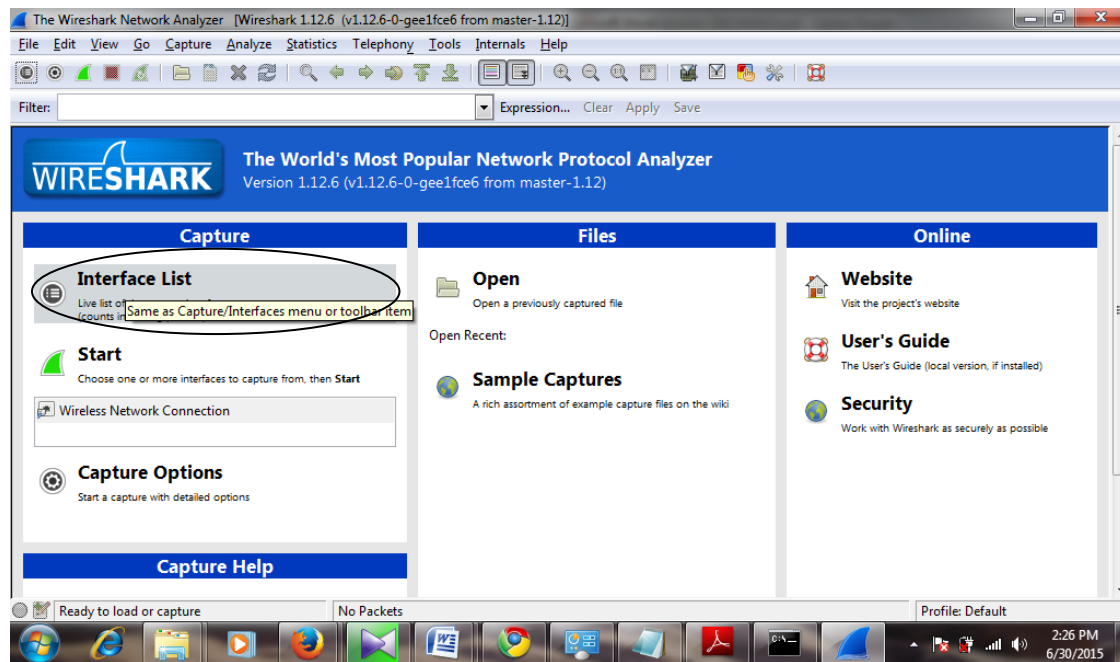 The Wireshark Network Analyzer [Wireshark 1.12.6 (v1.12.6-0-gee1fce6 from master-1.12)]
File Edit View Go Capture Analyze Statistics Telephony Tools Internals Help
Filter: Expression... Clear Apply Save
WIRESHARK
The World's Most Popular Network Protocol Analyzer
Version 1.12.6 (v1.12.6-0-gee1fce6 from master-1.12)
Capture
Interface List
Live list of
Same as Capture/Interfaces menu or toolbar item
(counts in
Start
Choose one or more interfaces to capture from, then Start
Wireless Network Connection
Capture Options
Start a capture with detailed options
Capture Help
Files
Open
Open a previously captured file
Open Recent:
Sample Captures
A rich assortment of example capture files on the wiki
Online
Website
Visit the project's website
User's Guide
The User's Guide (local version, if installed)
Security
Work with Wireshark as securely as possible
Ready to load or capture
No Packets
Profile: Default
C:\
2:26 PM
6/30/2015